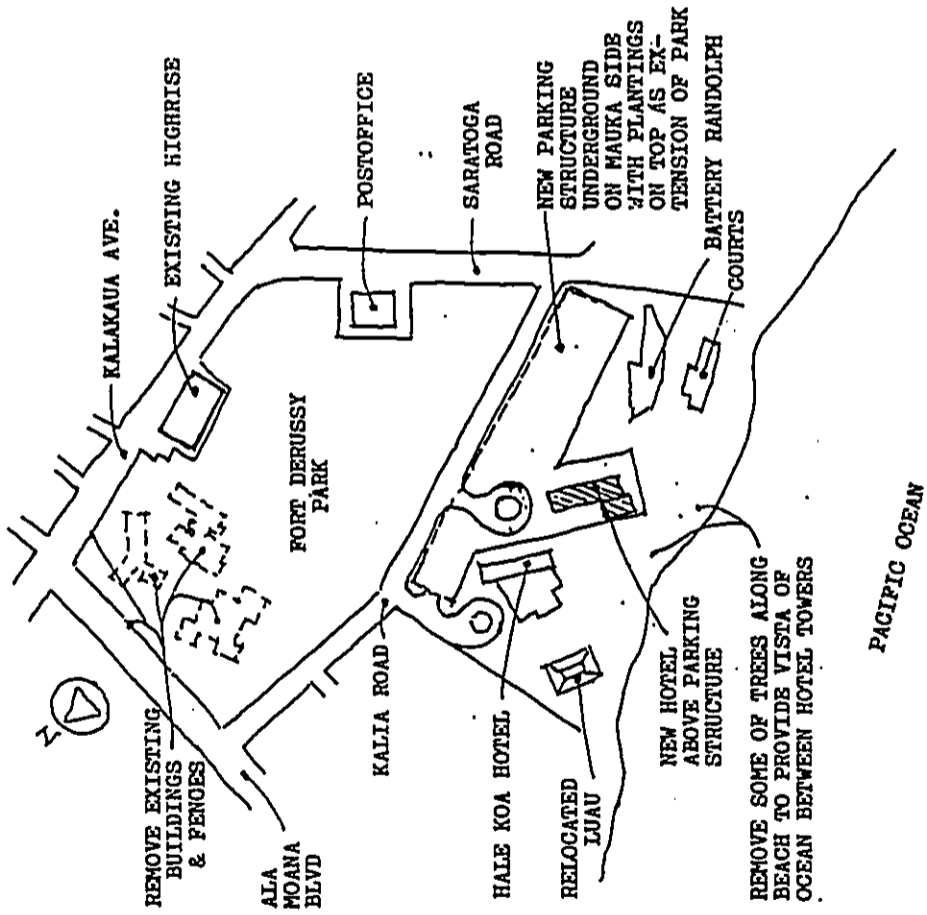 N
KALAKAUA AVE.
EXISTING HIGHRISE
POSTOFFICE
SARATOGA
ROAD
NEW PARKING
STRUCTURE
UNDERGROUND
ON MAUKA SIDE
WITH PLANTINGS
ON TOP AS EX-
TENSION OF PARK
BATTERY RANDOLPH
COURTS
FORT DERUSSY
PARK
REMOVE EXISTING
BUILDINGS
& FENCES
ALA
MOANA
BLVD
KALIA ROAD
HALE KOA HOTEL
RELOCATED
LUAU
NEW HOTEL
ABOVE PARKING
STRUCTURE
REMOVE SOME OF TREES ALONG
BEACH TO PROVIDE VISTA OF
OCEAN BETWEEN HOTEL TOWERS
PACIFIC OCEAN